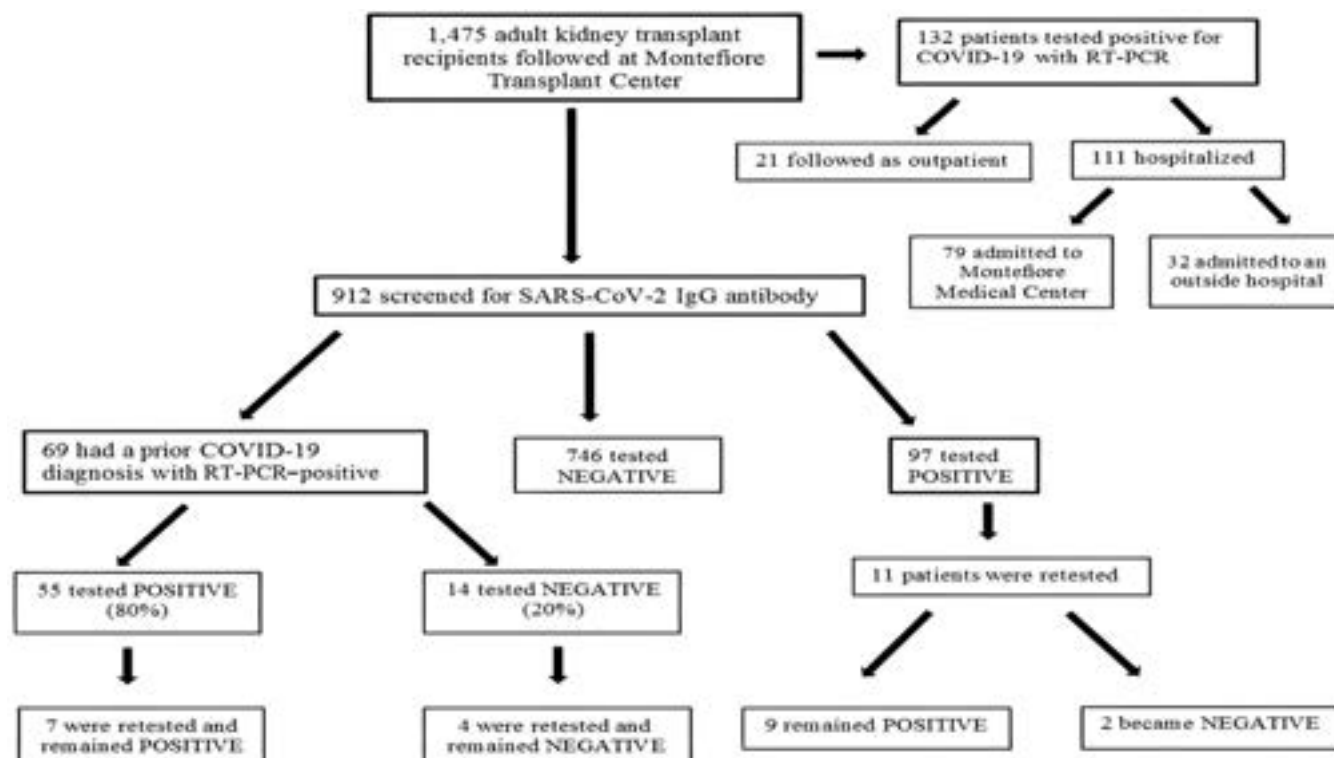 1,475 adult kidney transplant
recipients followed at Montefiore
Transplant Center
132 patients tested positive for
COVID-19 with RT-PCR
21 followed as outpatient
111 hospitalized
79 admitted to
Montefiore
Medical Center
32 admitted to an
outside hospital
912 screened for SARS-CoV-2 IgG antibody
69 had a prior COVID-19
diagnosis with RT-PCR-positive
746 tested
NEGATIVE
97 tested
POSITIVE
55 tested POSITIVE
(80%)
14 tested NEGATIVE
(20%)
11 patients were retested
7 were retested and
remained POSITIVE
4 were retested and
remained NEGATIVE
9 remained POSITIVE
2 became NEGATIVE